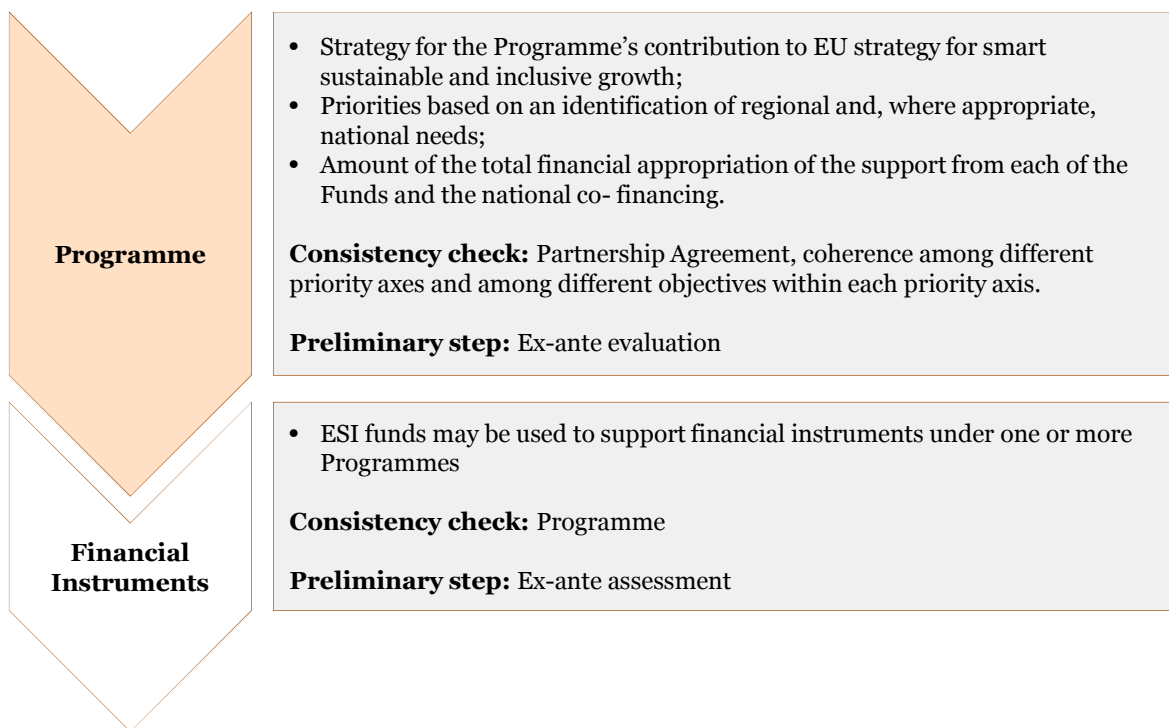 Programme
• Strategy for the Programme’s contribution to EU strategy for smart
sustainable and inclusive growth;
• Priorities based on an identification of regional and, where appropriate,
national needs;
• Amount of the total financial appropriation of the support from each of the
Funds and the national co- financing.
Consistency check: Partnership Agreement, coherence among different
priority axes and among different objectives within each priority axis.
Preliminary step: Ex-ante evaluation
Financial
Instruments
• ESI funds may be used to support financial instruments under one or more
Programmes
Consistency check: Programme
Preliminary step: Ex-ante assessment